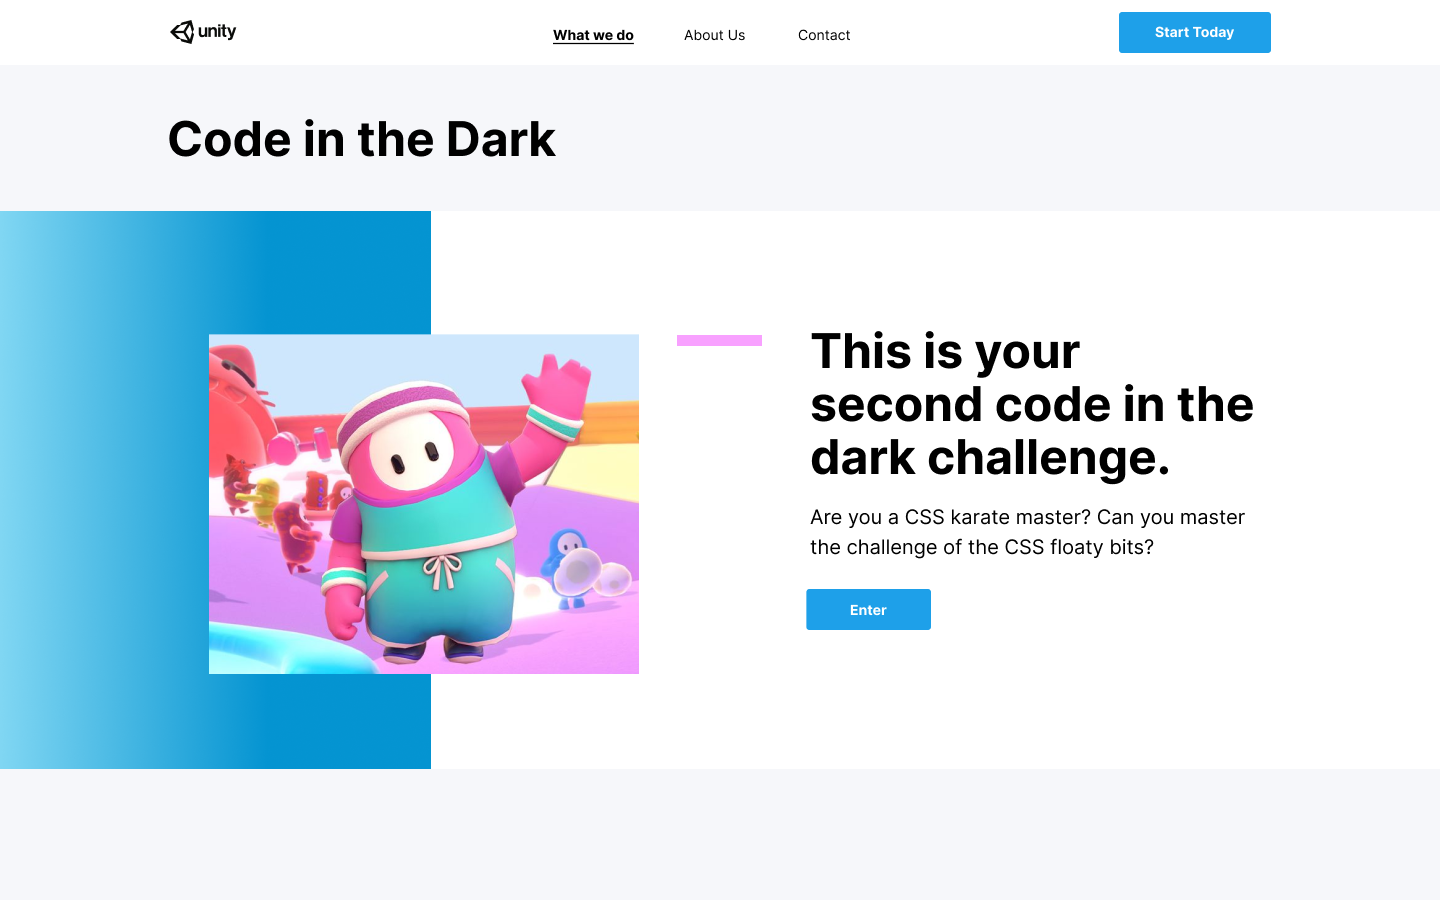 unity
What we do
About Us
Contact
Start Today
Code in the Dark
This is your
second code in the
dark challenge.
Are you a CSS karate master? Can you master
the challenge of the CSS floaty bits?
Enter